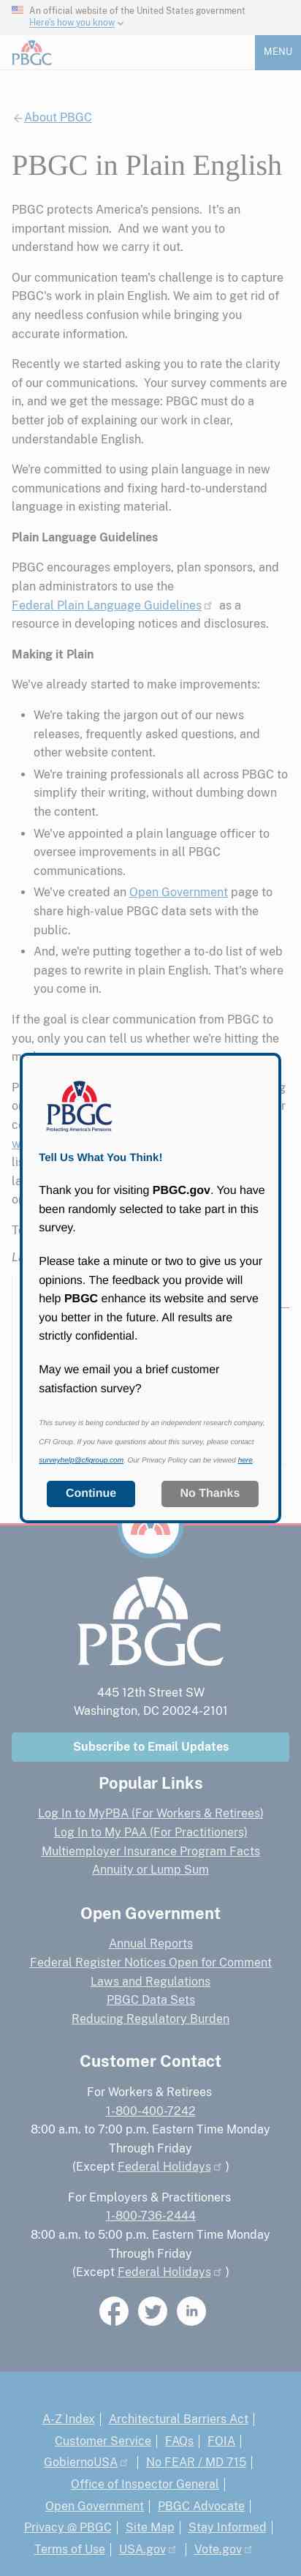 An official website of the United States government
Here's how you know
PBGC
MENU
About PBGC
PBGC in Plain English
PBGC protects America's pensions. It's an
important mission. And we want you to
understand how we carry it out.
Our communication team's challenge is to capture
PBGC's work in plain English. We aim to get rid of
any needless confusion while bringing you
accurate information.
Recently we started asking you to rate the clarity
of our communications. Your survey comments are
in, and we get the message: PBGC must do a
better job of explaining our work in clear,
understandable English.
We're committed to using plain language in new
communications and fixing hard-to-understand
language in existing material.
Plain Language Guidelines
PBGC encourages employers, plan sponsors, and
plan administrators to use the
Federal Plain Language Guidelines as a
resource in developing notices and disclosures.
Making it Plain
We've already started to make improvements:
• We're taking the jargon out of our news
releases, frequently asked questions, and
other website content.
• We're training professionals all across PBGC to
simplify their writing, without dumbing down
the content.
• We've appointed a plain language officer to
oversee improvements in all PBGC
communications.
• We've created an Open Government page to
share high-value PBGC data sets with the
public.
• And, we're putting together a to-do list of web
pages to rewrite in plain English. That's where
you come in.
If the goal is clear communication from PBGC to
you, only you can tell us whether we're hitting the
PBGC
Protecting America's Pensions
Tell Us What You Think!
Thank you for visiting PBGC.gov. You have
been randomly selected to take part in this
survey.
Please take a minute or two to give us your
opinions. The feedback you provide will
help PBGC enhance its website and serve
you better in the future. All results are
strictly confidential.
May we email you a brief customer
satisfaction survey?
This survey is being conducted by an independent research company,
CFI Group. If you have questions about this survey, please contact
surveyhelp@cfigroup.com. Our Privacy Policy can be viewed here.
Continue No Thanks
PBGC
445 12th Street SW
Washington, DC 20024-2101
Subscribe to Email Updates
Popular Links
Log In to MyPBA (For Workers & Retirees)
Log In to My PAA (For Practitioners)
Multiemployer Insurance Program Facts
Annuity or Lump Sum
Open Government
Annual Reports
Federal Register Notices Open for Comment
Laws and Regulations
PBGC Data Sets
Reducing Regulatory Burden
Customer Contact
For Workers & Retirees
1-800-400-7242
8:00 a.m. to 7:00 p.m. Eastern Time Monday
Through Friday
(Except Federal Holidays )
For Employers & Practitioners
1-800-736-2444
8:00 a.m. to 5:00 p.m. Eastern Time Monday
Through Friday
(Except Federal Holidays )
in
A-Z Index | Architectural Barriers Act |
Customer Service | FAQs | FOIA |
GobiernoUSA | No FEAR / MD 715 |
Office of Inspector General |
Open Government | PBGC Advocate |
Privacy @ PBGC | Site Map | Stay Informed |
Terms of Use | USA.gov | Vote.gov